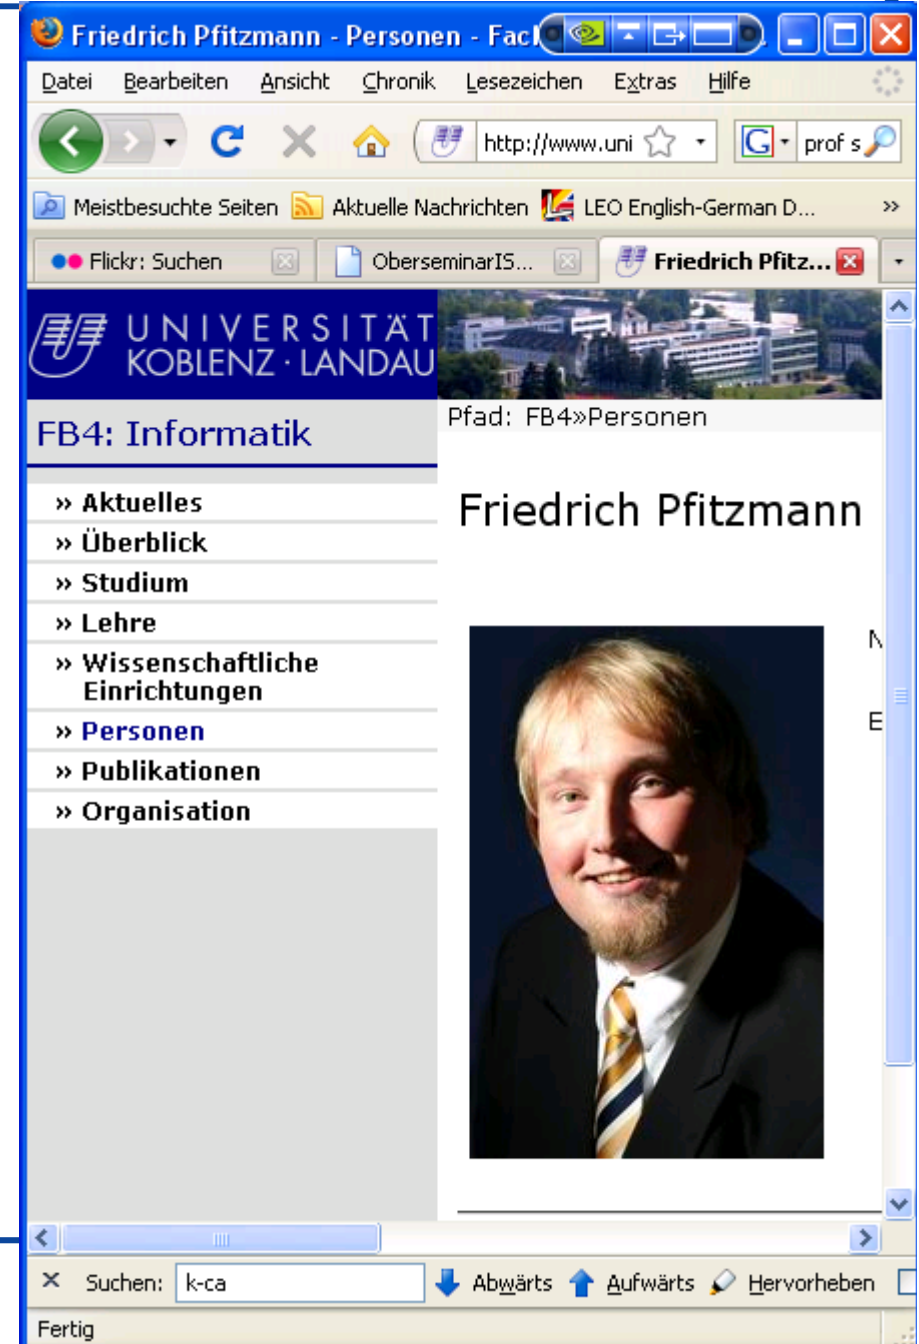 Friedrich Pfitzmann - Personen - Fac
Datei Bearbeiten Ansicht Chronik Lesezeichen Extras Hilfe
http://www.uni
G
prof s
Meistbesuchte Seiten Aktuelle Nachrichten LEO English-German D... »
Flickr: Suchen ObserseminarIS... Friedrich Pfitz...
UNIVERSITÄT
KOBLENZ · LANDAU
Pfad: FB4»Personen
FB4: Informatik
» Aktuelles
» Überblick
» Studium
» Lehre
» Wissenschaftliche
Einrichtungen
» Personen
» Publikationen
» Organisation
Friedrich Pfitzmann
N
E
Suchen: k-ca Abwärts Aufwärts Hervorheben
Fertig